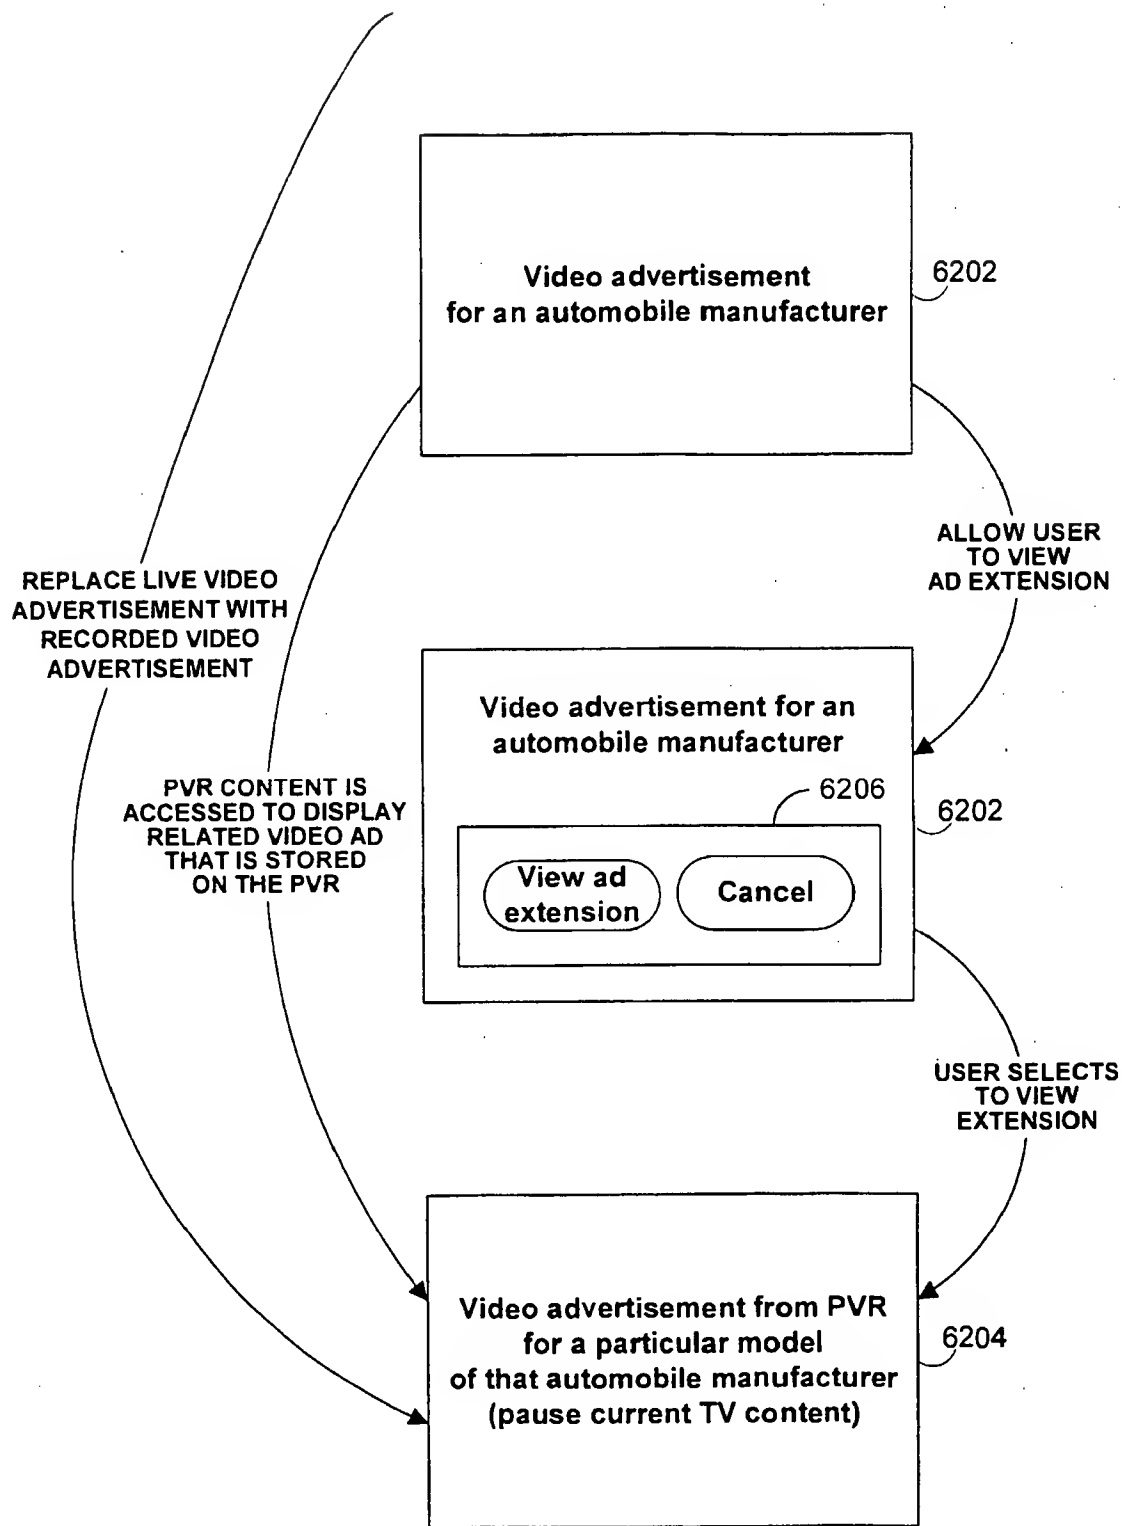 Video advertisement
for an automobile manufacturer
6202
ALLOW USER
TO VIEW
AD EXTENSION
REPLACE LIVE VIDEO
ADVERTISEMENT WITH
RECORDED VIDEO
ADVERTISEMENT
Video advertisement for an
automobile manufacturer
6206
6202
View ad
extension
Cancel
PVR CONTENT IS
ACCESSED TO DISPLAY
RELATED VIDEO AD
THAT IS STORED
ON THE PVR
USER SELECTS
TO VIEW
EXTENSION
Video advertisement from PVR
for a particular model
of that automobile manufacturer
(pause current TV content)
6204